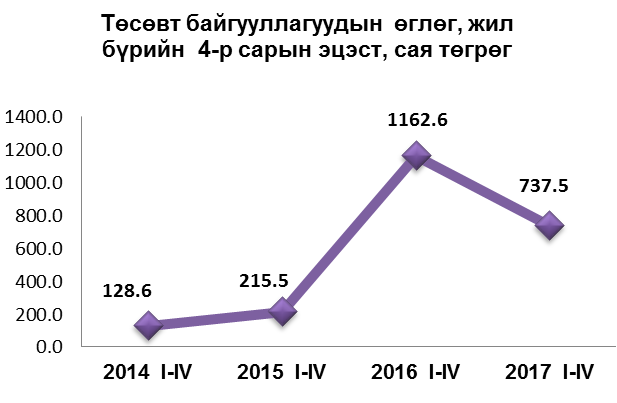 Төсөвт байгууллагуудын өглөг, жил
бүрийн 4-р сарын эцэст, сая төгрөг
1400.0
1200.0
1000.0
800.0
600.0
400.0
200.0
0.0
128.6
215.5
1162.6
737.5
2014 I-IV
2015 I-IV
2016 I-IV
2017 I-IV